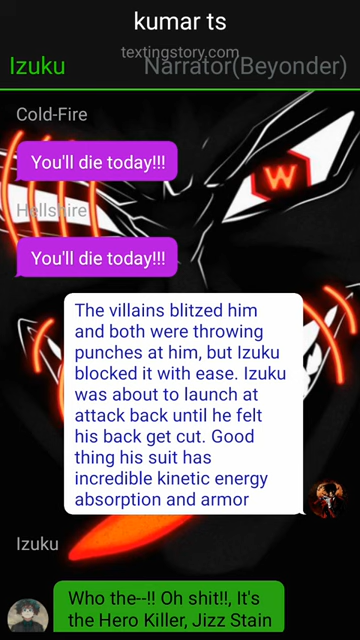 kumar ts
textingstory.com
Izuku
Narrator(Beyonder)
Cold-Fire
You'll die today!!!
W
Hellshire
You'll die today!!!
The villains blitzed him
and both were throwing
punches at him, but Izuku
blocked it with ease. Izuku
was about to launch at
attack back until he felt
his back get cut. Good
thing his suit has
incredible kinetic energy
absorption and armor
Izuku
Who the--!! Oh shit!!, It's
the Hero Killer, Jizz Stain